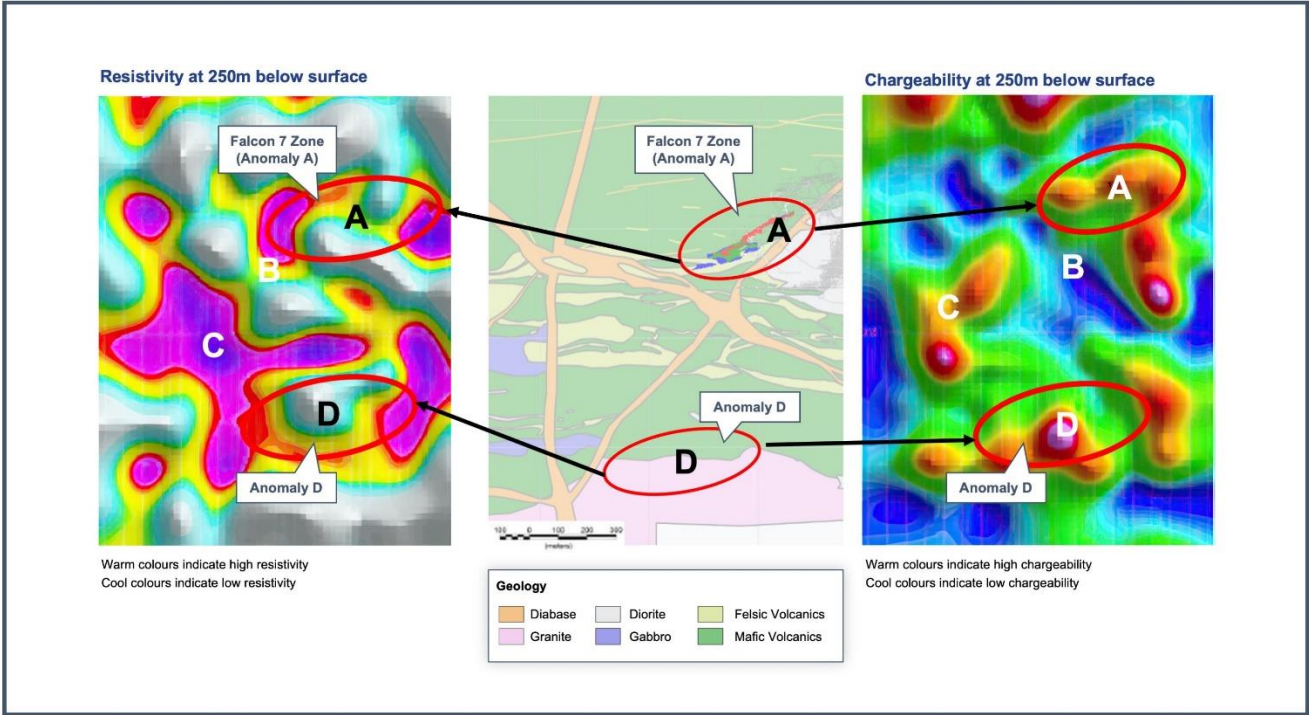 Resistivity at 250m below surface
Falcon 7 Zone
(Anomaly A)
A
B
C
D
Anomaly D
Warm colours indicate high resistivity
Cool colours indicate low resistivity
Falcon 7 Zone
(Anomaly A)
A
Anomaly D
D
100 0 100 200 300
(meters)
Geology
Diabase
Diorite
Felsic Volcanics
Granite
Gabbro
Mafic Volcanics
Chargeability at 250m below surface
A
B
C
D
Anomaly D
Warm colours indicate high chargeability
Cool colours indicate low chargeability